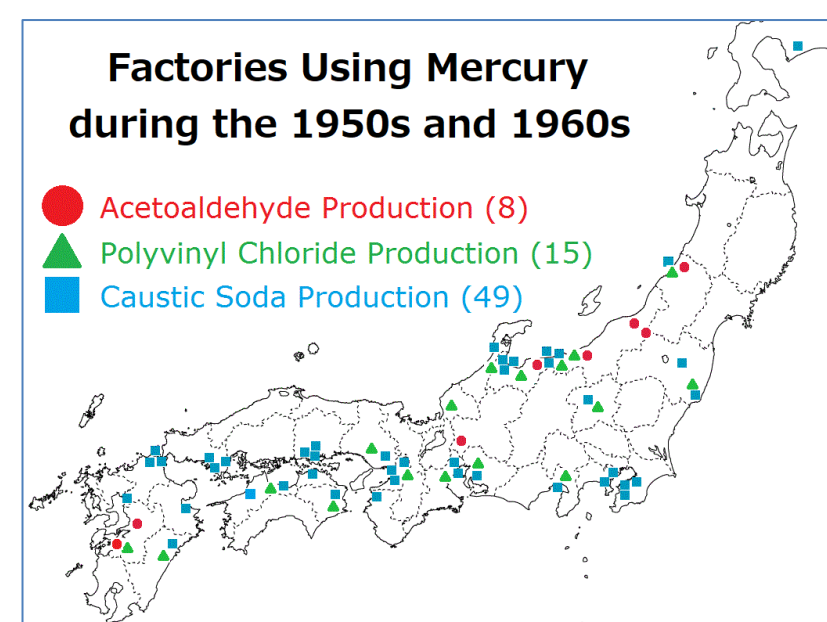 Factories Using Mercury
during the 1950s and 1960s
Acetoaldehyde Production (8)
Polyvinyl Chloride Production (15)
Caustic Soda Production (49)